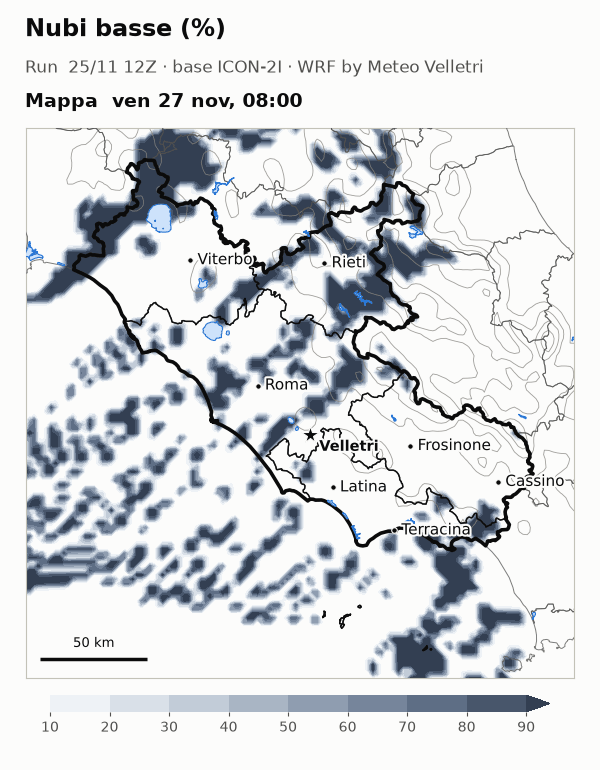 Nubi basse (%)
Run  25/11 12Z · base ICON-2I · WRF by Meteo Velletri
Mappa  ven 27 nov, 08:00
Viterbo
Rieti
Roma
Velletri
Frosinone
Latina
Cassino
Terracina
50 km
10 20 30 40 50 60 70 80 90